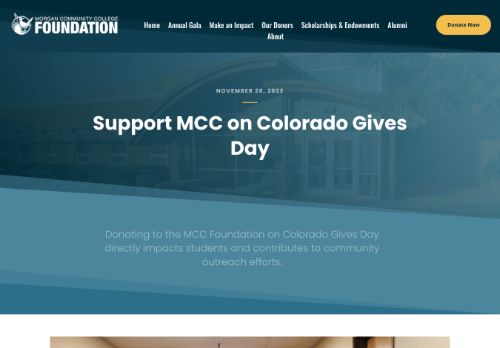 MORGAN COMMUNITY COLLEGE
FOUNDATION
Home Annual Gala Make an Impact Our Donors Scholarships & Endowments Alumni
About
Donate Now
NOVEMBER 28, 2023
Support MCC on Colorado Gives
Day
Donating to the MCC Foundation on Colorado Gives Day
directly impacts students and contributes to community
outreach efforts.